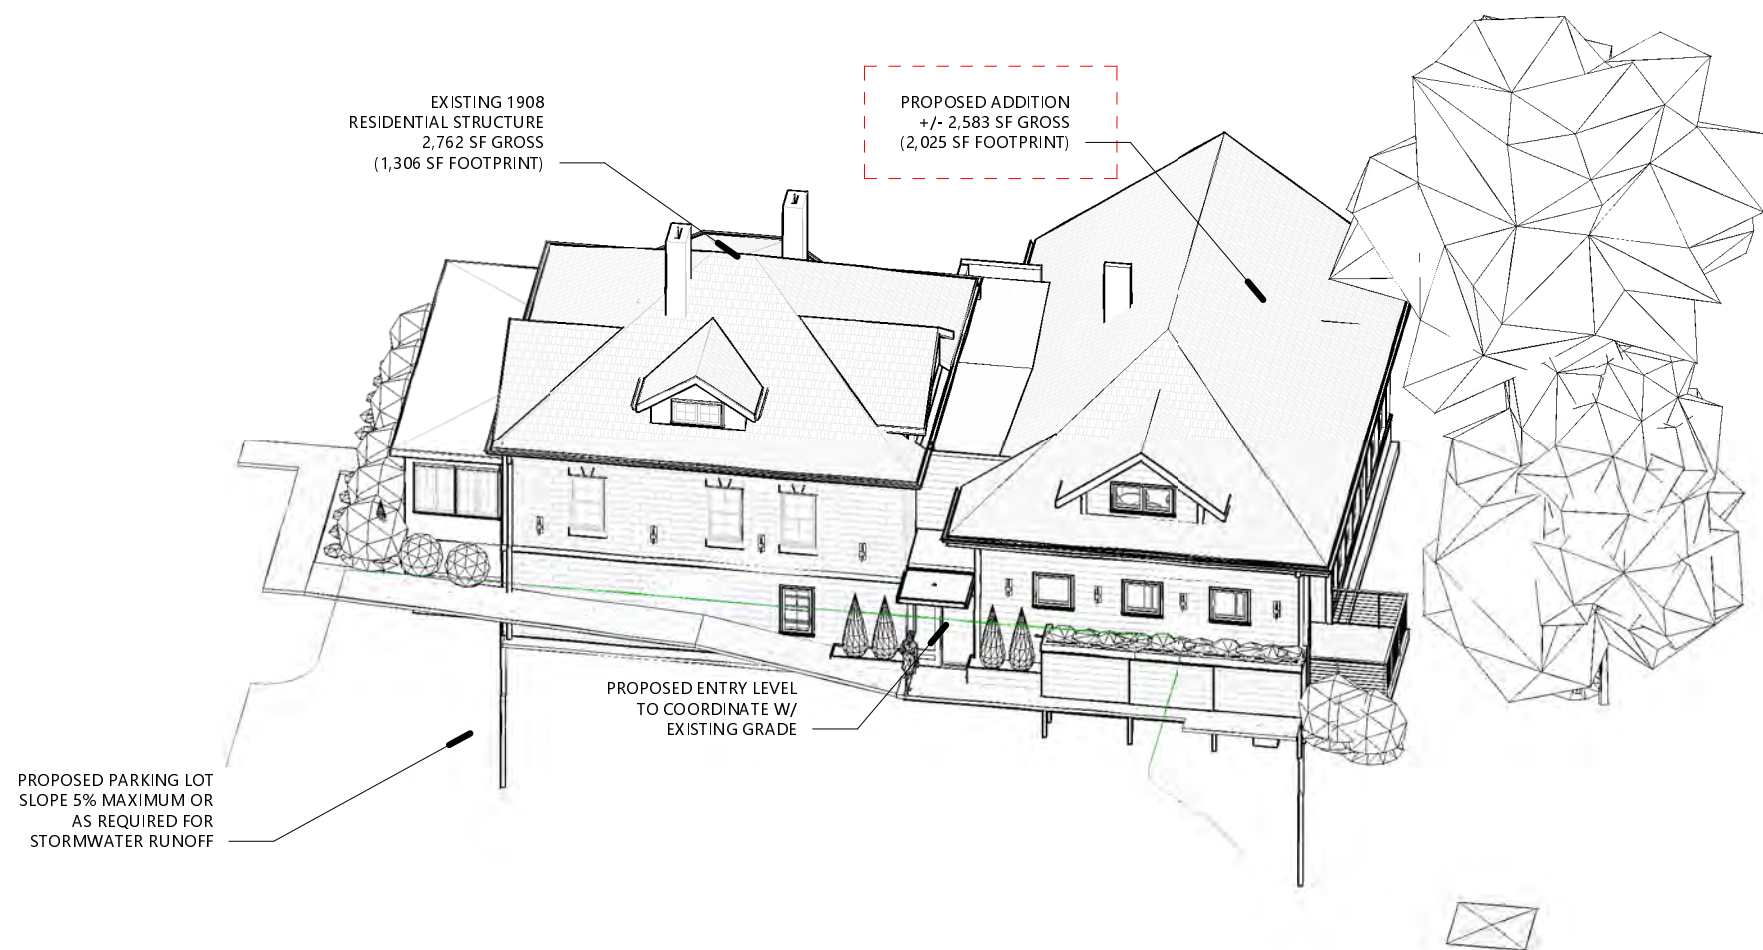 EXISTING 1908
RESIDENTIAL STRUCTURE
2,762 SF GROSS
(1,306 SF FOOTPRINT)
PROPOSED ADDITION
+/- 2,583 SF GROSS
(2,025 SF FOOTPRINT)
PROPOSED ENTRY LEVEL
TO COORDINATE W/
EXISTING GRADE
PROPOSED PARKING LOT
SLOPE 5% MAXIMUM OR
AS REQUIRED FOR
STORMWATER RUNOFF